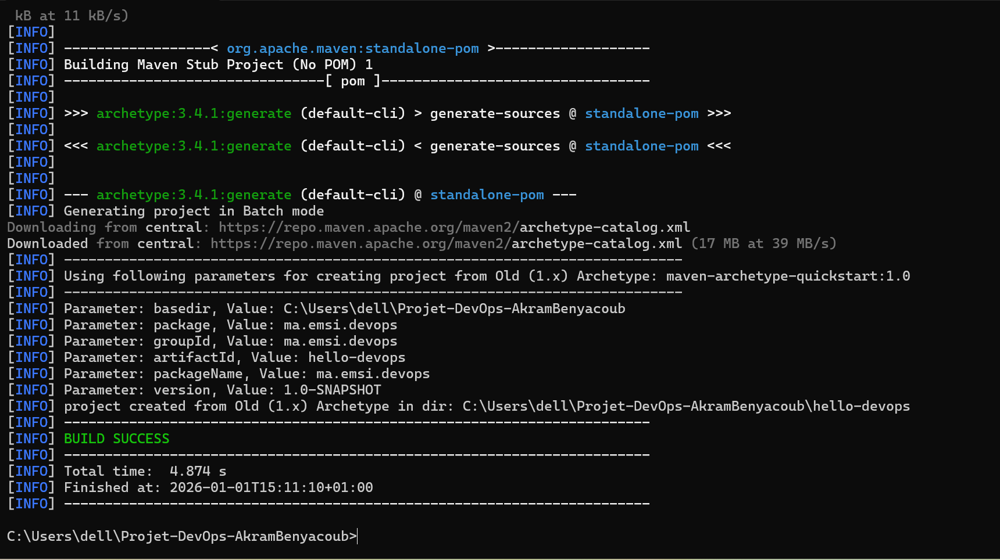 kB at 11 kB/s)
[INFO]
[INFO] ------------------< org.apache.maven:standalone-pom >-------------------
[INFO] Building Maven Stub Project (No POM) 1
[INFO] --------------------------------[ pom ]---------------------------------
[INFO]
[INFO] >>> archetype:3.4.1:generate (default-cli) > generate-sources @ standalone-pom >>>
[INFO]
[INFO] <<< archetype:3.4.1:generate (default-cli) < generate-sources @ standalone-pom <<<
[INFO]
[INFO]
[INFO] --- archetype:3.4.1:generate (default-cli) @ standalone-pom ---
[INFO] Generating project in Batch mode
Downloading from central: https://repo.maven.apache.org/maven2/archetype-catalog.xml
Downloaded from central: https://repo.maven.apache.org/maven2/archetype-catalog.xml (17 MB at 39 MB/s)
[INFO] ----------------------------------------------------------------------------
[INFO] Using following parameters for creating project from Old (1.x) Archetype: maven-archetype-quickstart:1.0
[INFO] ----------------------------------------------------------------------------
[INFO] Parameter: basedir, Value: C:\Users\dell\Projet-DevOps-AkramBenyacoub
[INFO] Parameter: package, Value: ma.emsi.devops
[INFO] Parameter: groupId, Value: ma.emsi.devops
[INFO] Parameter: artifactId, Value: hello-devops
[INFO] Parameter: packageName, Value: ma.emsi.devops
[INFO] Parameter: version, Value: 1.0-SNAPSHOT
[INFO] project created from Old (1.x) Archetype in dir: C:\Users\dell\Projet-DevOps-AkramBenyacoub\hello-devops
[INFO] ------------------------------------------------------------------------
[INFO] BUILD SUCCESS
[INFO] ------------------------------------------------------------------------
[INFO] Total time:  4.874 s
[INFO] Finished at: 2026-01-01T15:11:10+01:00
[INFO] ------------------------------------------------------------------------
C:\Users\dell\Projet-DevOps-AkramBenyacoub>